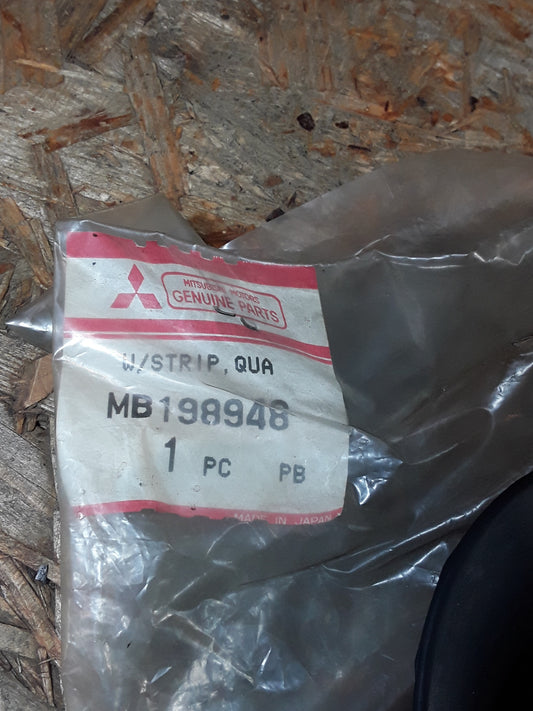 MITSUBISHI MOTORS
GENUINE PARTS
W/STRIP, QUA
MB198948
1 PC PB
MADE IN JAPAN